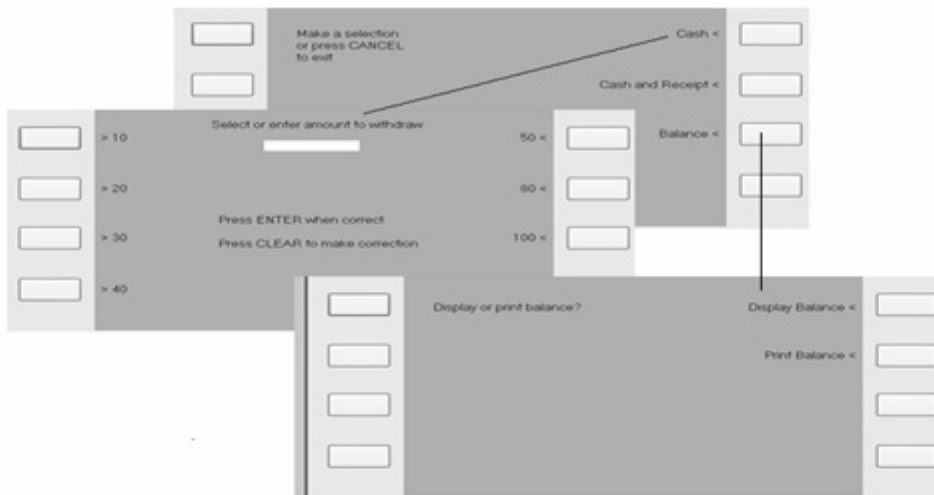 Make a selection
or press CANCEL
to exit
Cash <
Cash and Receipt <
Balance <
Select or enter amount to withdraw
> 10
> 20
> 30
> 40
50 <
80 <
100 <
Press ENTER when correct
Press CLEAR to make correction
Display or print balance?
Display Balance <
Print Balance <